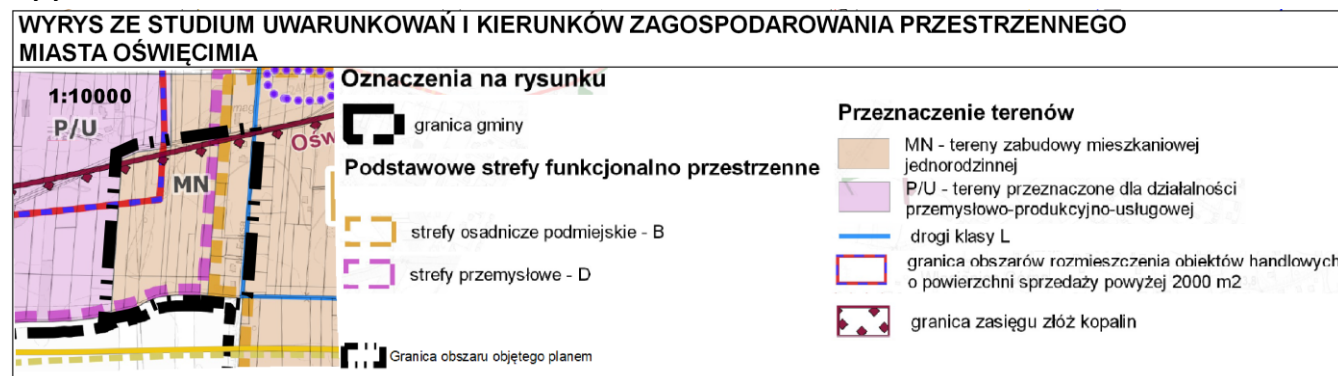 WYRYS ZE STUDIUM UWARUNKOWAŃ I KIERUNKÓW ZAGOSPODAROWANIA PRZESTRZENNEGO
MIASTA OŚWIĘCIMIA
1:10000
P/U
Ośw
MN
Oznaczenia na rysunku
granica gminy
Podstawowe strefy funkcjonalno przestrzenne
strefy osadnicze podmiejskie - B
strefy przemysłowe - D
Granica obszaru objętego planem
Przeznaczenie terenów
MN - tereny zabudowy mieszkaniowej
jednorodzinnej
P/U - tereny przeznaczone dla działalności
przemysłowo-produkcyjno-usługowej
drogi klasy L
granica obszarów rozmieszczenia obiektów handlowych
o powierzchni sprzedaży powyżej 2000 m2
granica zasięgu złóż kopalin